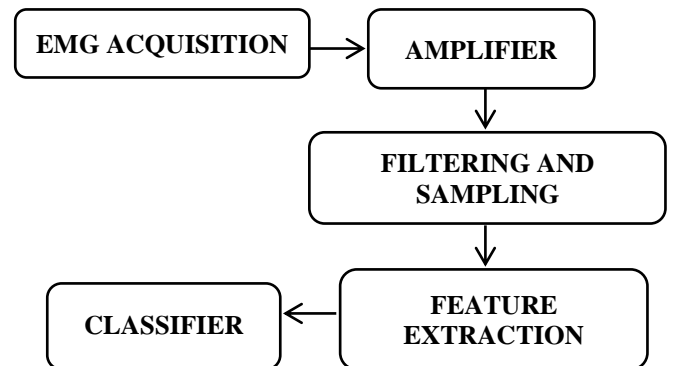 EMG ACQUISITION
AMPLIFIER
FILTERING AND
SAMPLING
FEATURE
EXTRACTION
CLASSIFIER